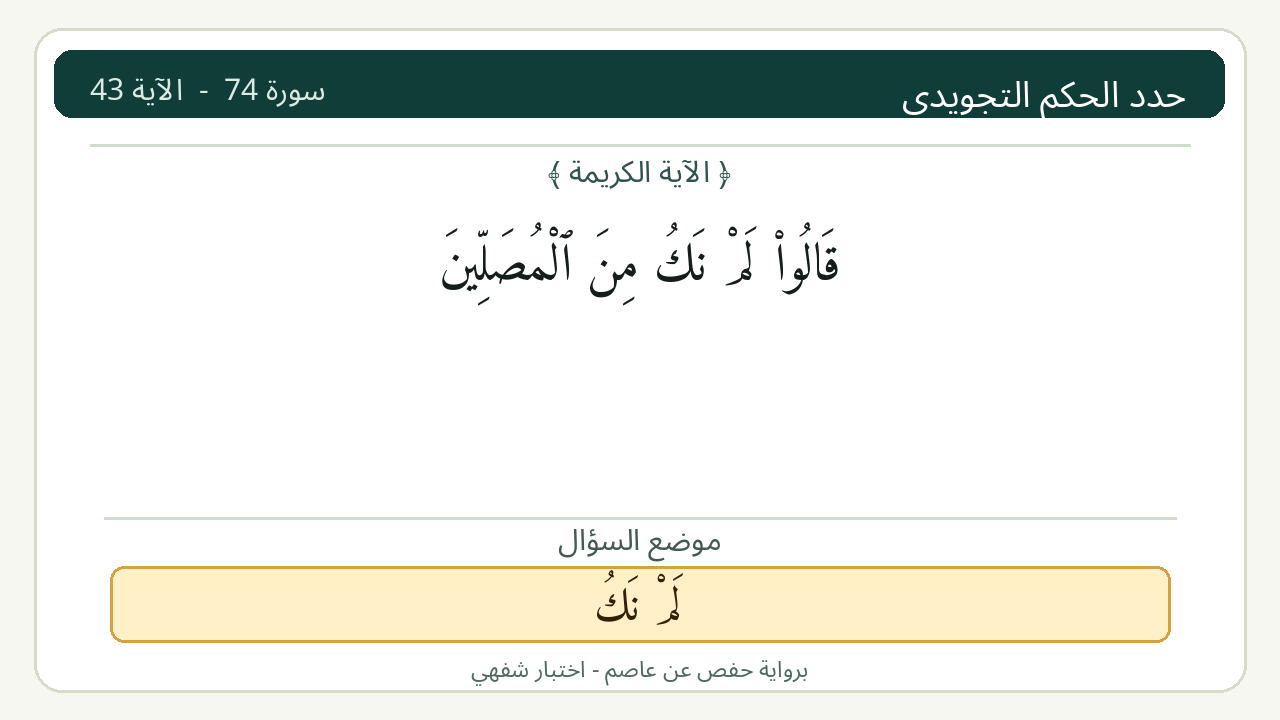 حدد الحكم التجويدى
سورة 74 - الآية 43
﴿ الآية الكريمة ﴾
قَالُوا۟ لَمْ نَكُ مِنَ ٱلْمُصَلِّينَ
موضع السؤال
لَمْ نَكُ
برواية حفص عن عاصم - اختبار شفهي